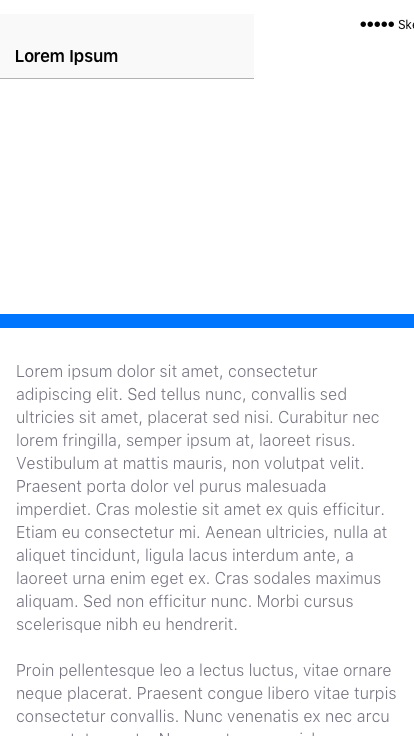 ●●●●● Sk
Lorem Ipsum
Lorem ipsum dolor sit amet, consectetur
adipiscing elit. Sed tellus nunc, convallis sed
ultricies sit amet, placerat sed nisi. Curabitur nec
lorem fringilla, semper ipsum at, laoreet risus.
Vestibulum at mattis mauris, non volutpat velit.
Praesent porta dolor vel purus malesuada
imperdiet. Cras molestie sit amet ex quis efficitur.
Etiam eu consectetur mi. Aenean ultricies, nulla at
aliquet tincidunt, ligula lacus interdum ante, a
laoreet urna enim eget ex. Cras sodales maximus
aliquam. Sed non efficitur nunc. Morbi cursus
scelerisque nibh eu hendrerit.
Proin pellentesque leo a lectus luctus, vitae ornare
neque placerat. Praesent congue libero vitae turpis
consectetur convallis. Nunc venenatis ex nec arcu